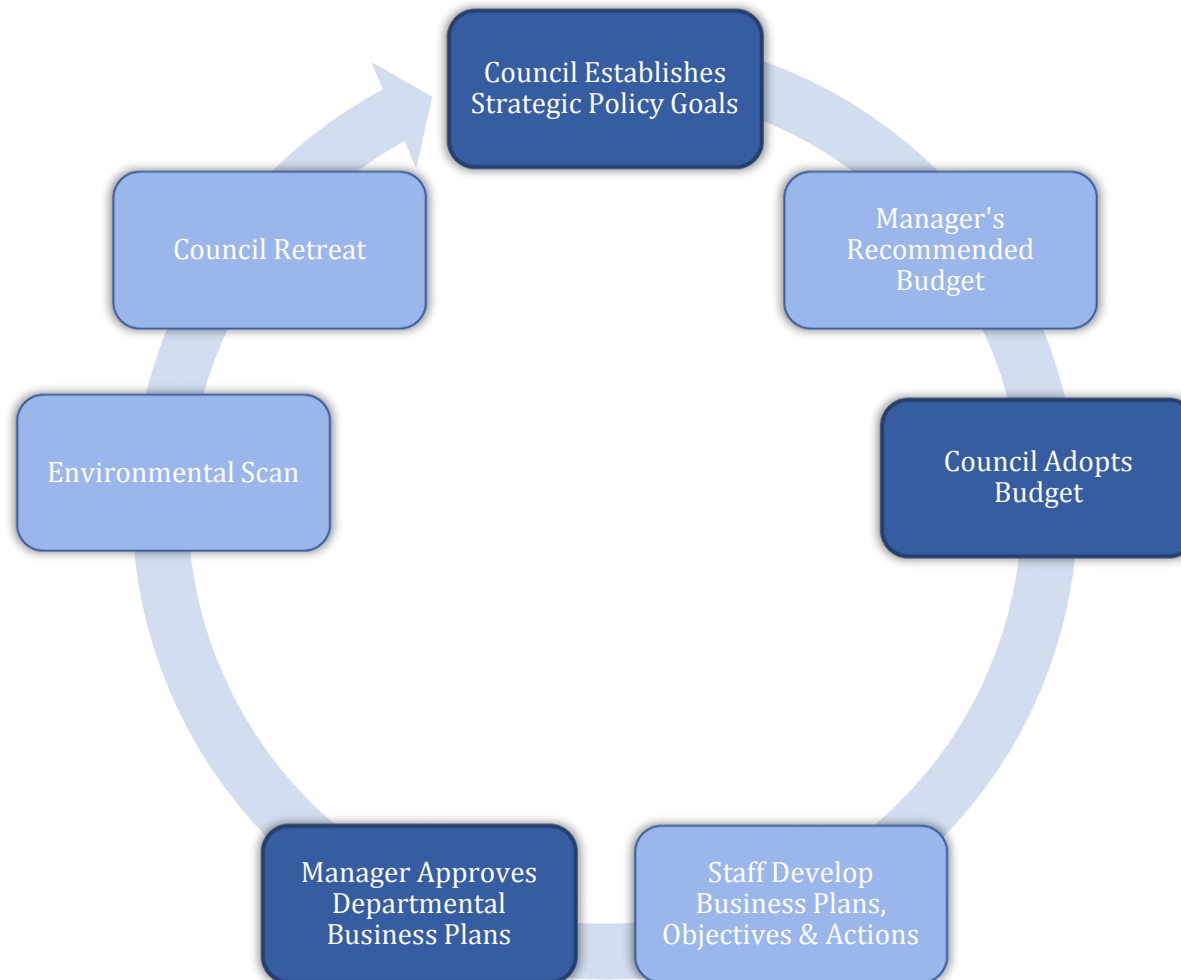 Council Establishes
Strategic Policy Goals
Manager's
Recommended
Budget
Council Adopts
Budget
Staff Develop
Business Plans,
Objectives & Actions
Manager Approves
Departmental
Business Plans
Environmental Scan
Council Retreat